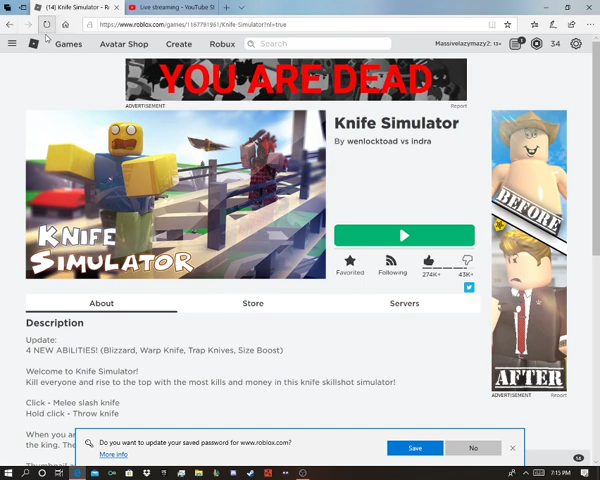 (14) Knife Simulator - R
Live streaming - YouTube St
https://www.roblox.com/games/1167791961/Knife-Simulator?nl=true
Games
Avatar Shop
Create
Robux
Search
Massivelazymazy2: 13+
1
34
YOU ARE DEAD
ADVERTISEMENT
Report
KNIFE
SIMULATOR
Knife Simulator
By wenlocktoad vs indra
Favorited
Following
274K+
43K+
BEFORE
AFTER
ADVERTISEMENT
Report
About
Store
Servers
Description
Update:
4 NEW ABILITIES! (Blizzard, Warp Knife, Trap Knives, Size Boost)
Welcome to Knife Simulator!
Kill everyone and rise to the top with the most kills and money in this knife skillshot simulator!
Click - Melee slash knife
Hold click - Throw knife
When you ar
the king. The
Do you want to update your saved password for www.roblox.com?
More info
Save
No
14
7:15 PM